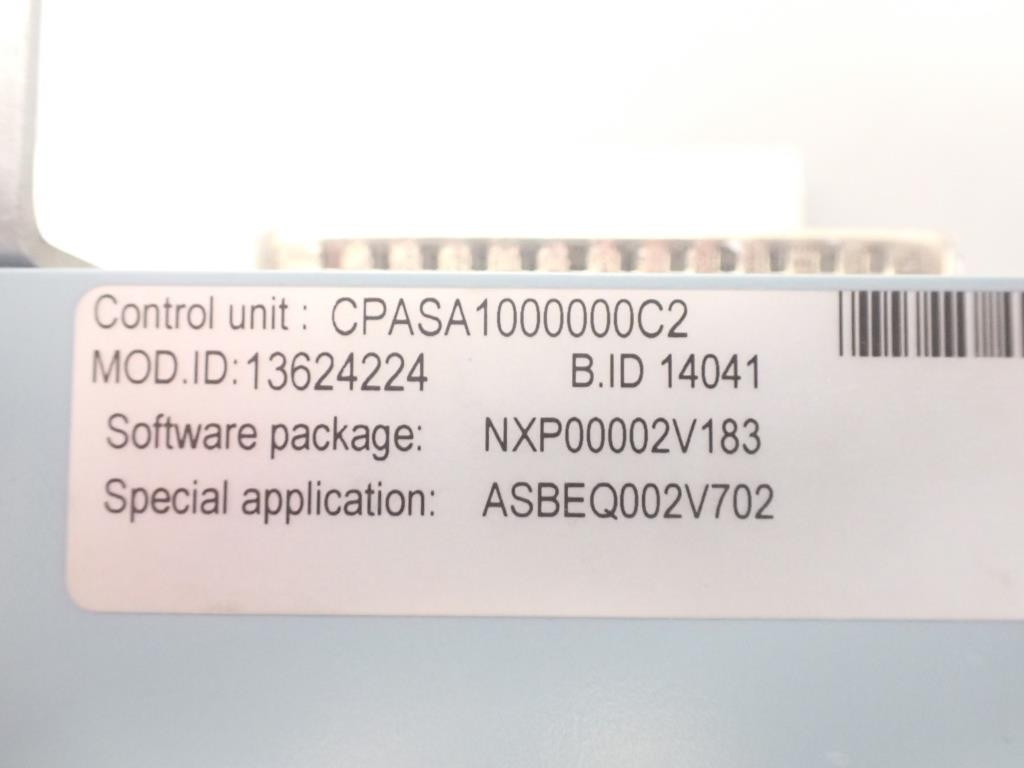 Control unit : CPASA1000000C2
MOD.ID:13624224 B.ID 14041
Software package: NXP00002V183
Special application: ASBEQ002V702